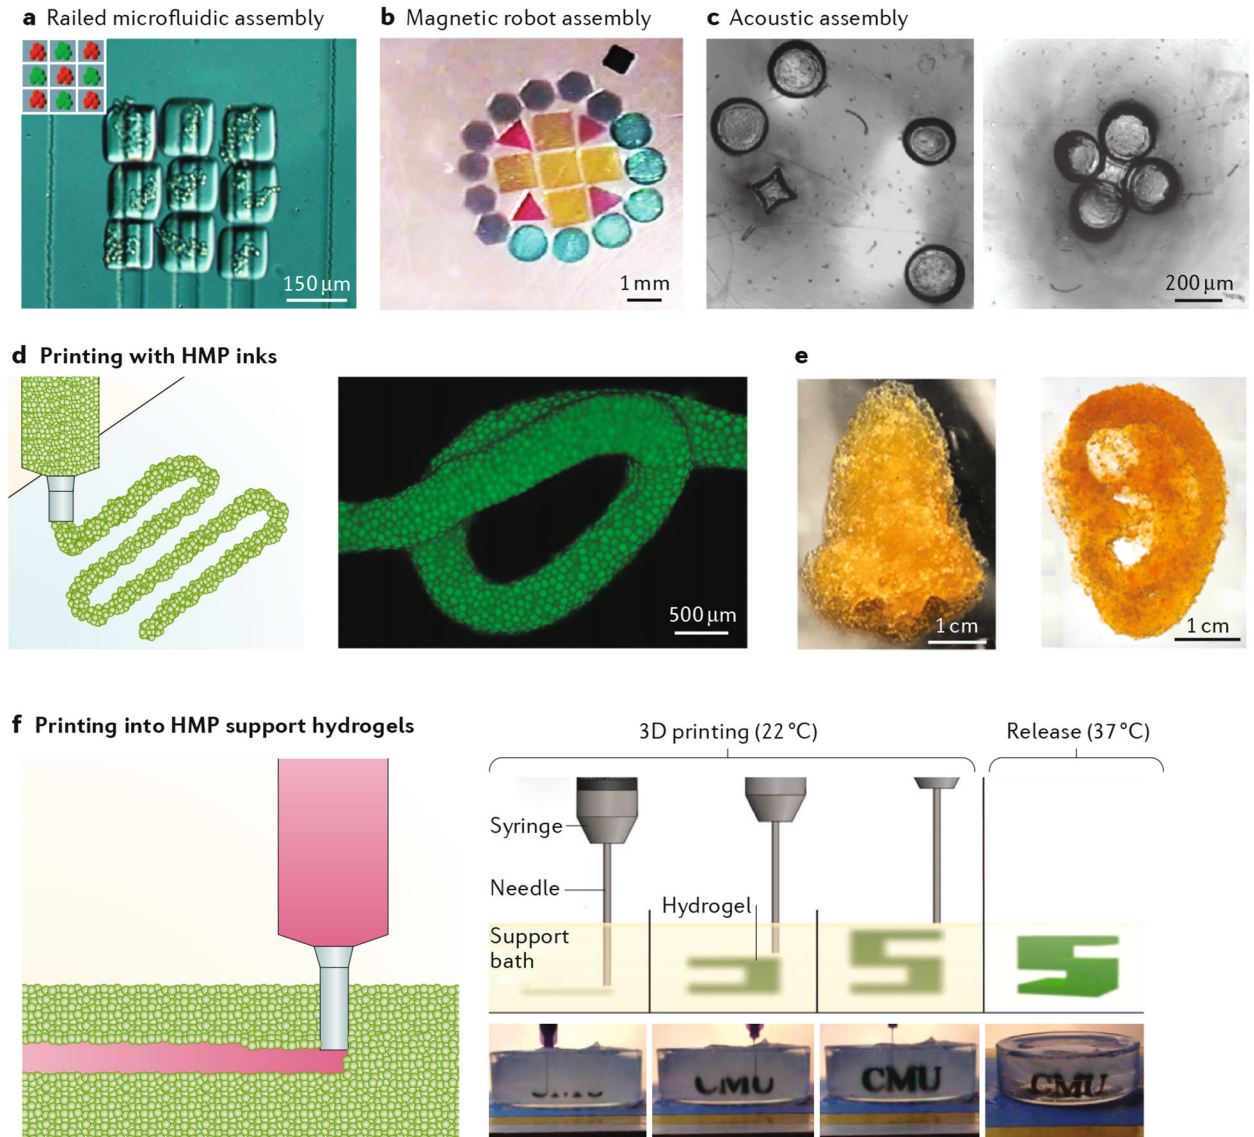 a Railed microfluidic assembly
b Magnetic robot assembly
c Acoustic assembly
150 μm
1 mm
200 μm
d Printing with HMP inks
e
500 μm
1 cm
1 cm
f Printing into HMP support hydrogels
3D printing (22 °C)
Release (37 °C)
Syringe
Needle
Hydrogel
Support
bath
CMU
CMU
CMU
CMU